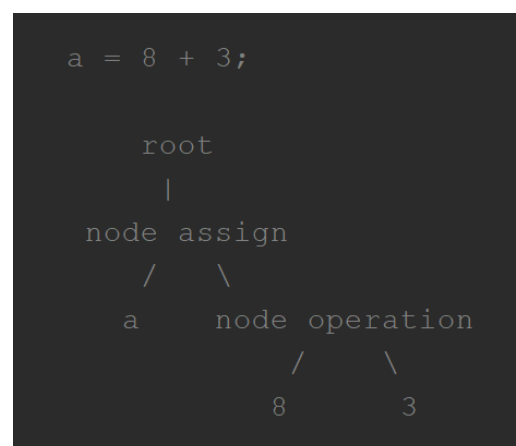 a = 8 + 3;
root
|
node assign
/ \
a node operation
/ \
8 3